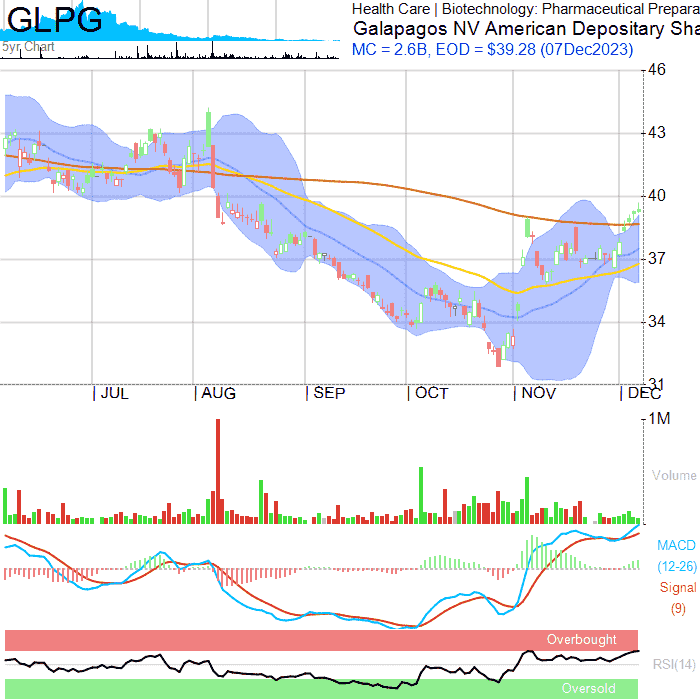 GLPG
5yr. Chart
Health Care | Biotechnology: Pharmaceutical Prepara
Galapagos NV American Depositary Sha
MC = 2.6B, EOD = $39.28 (07Dec2023)
46
43
40
37
34
31
JUL AUG SEP OCT NOV DEC
1M
Volume
MACD
(12-26)
Signal
(9)
Overbought
RSI(14)
Oversold